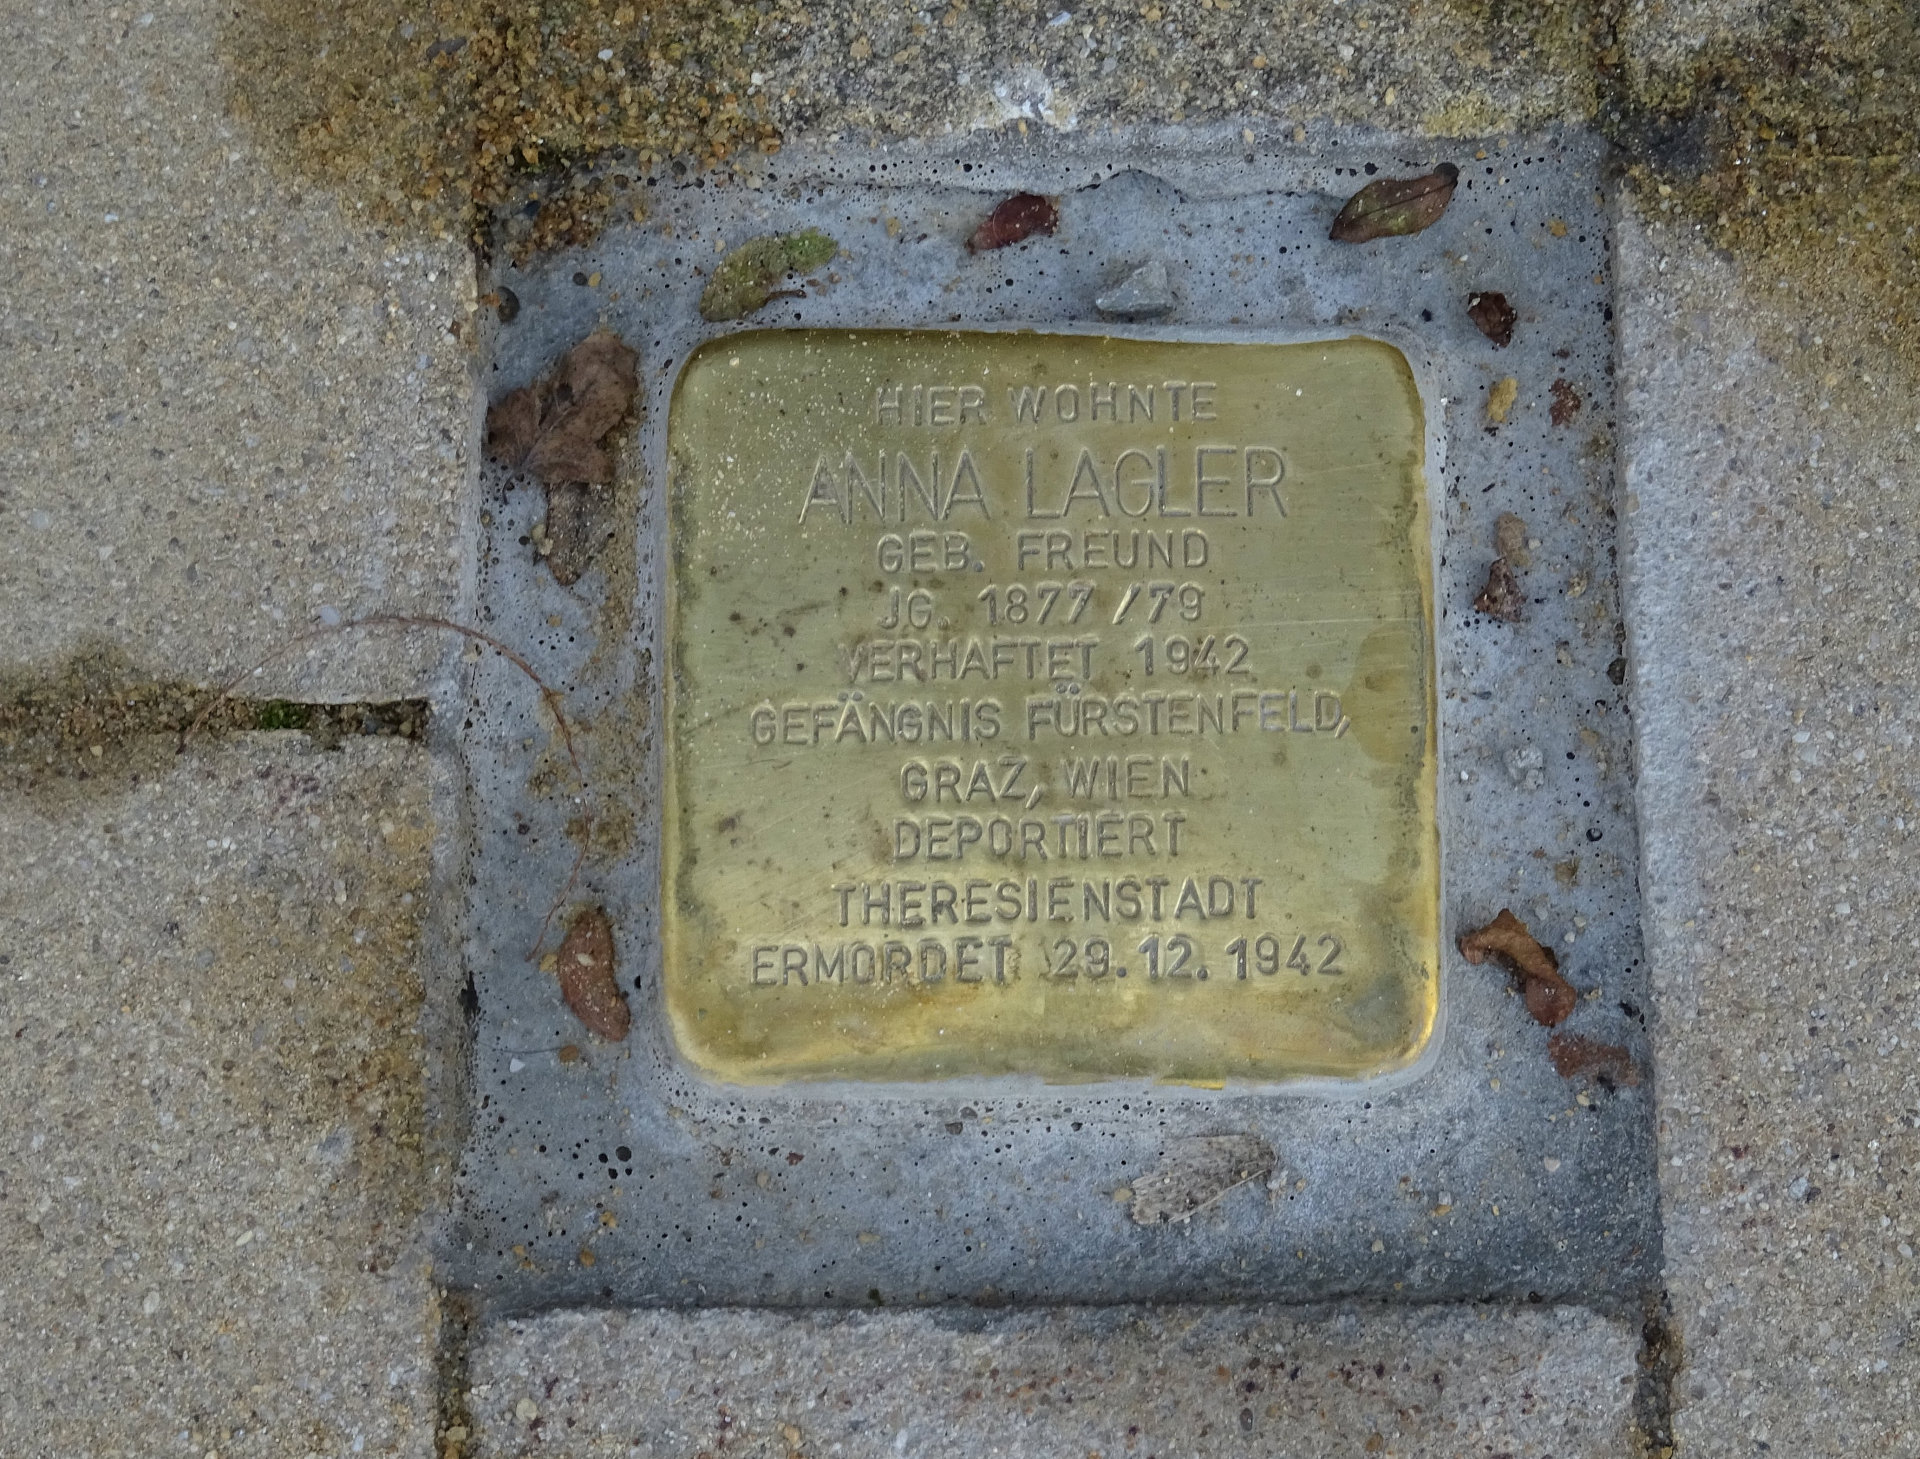 HIER WOHNTE
ANNA LAGLER
GEB. FREUND
JG. 1877/79
VERHAFTET 1942
GEFÄNGNIS FÜRSTENFELD,
GRAZ, WIEN
DEPORTIERT
THERESIENSTADT
ERMORDET 29.12.1942